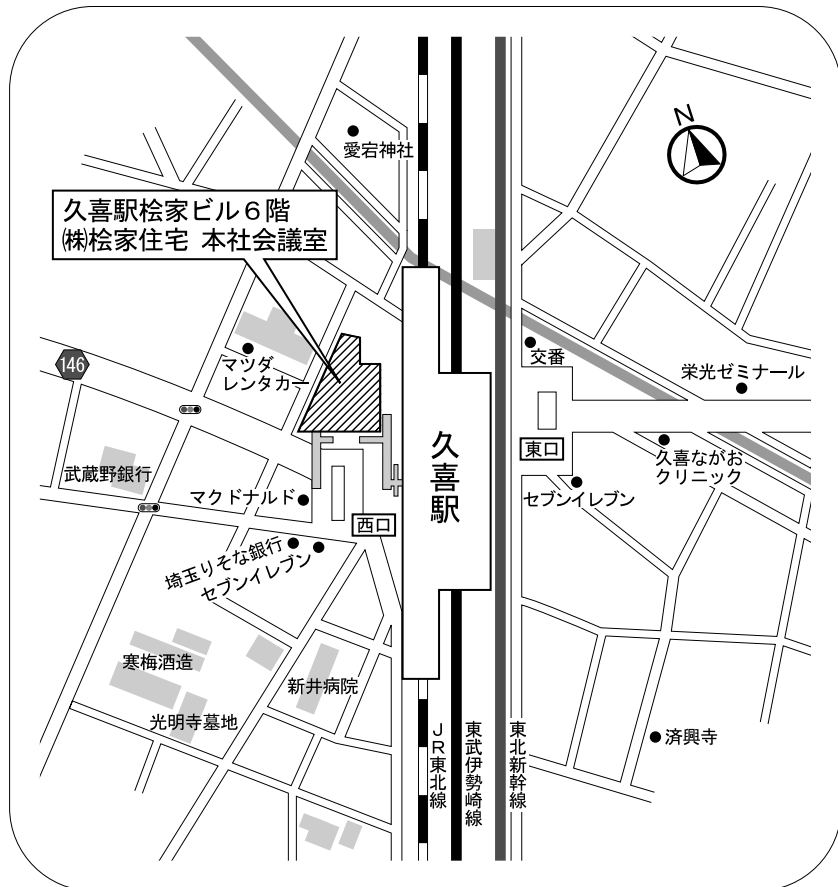 N
愛宕神社
久喜駅桧家ビル6階
㈱桧家住宅 本社会議室
146
マツダ
レンタカー
交番
栄光ゼミナール
久喜駅
東口
久喜ながお
クリニック
武蔵野銀行
マクドナルド
セブンイレブン
西口
埼玉りそな銀行
セブンイレブン
寒梅酒造
新井病院
光明寺墓地
JR東北線
東武伊勢崎線
東北新幹線
済興寺